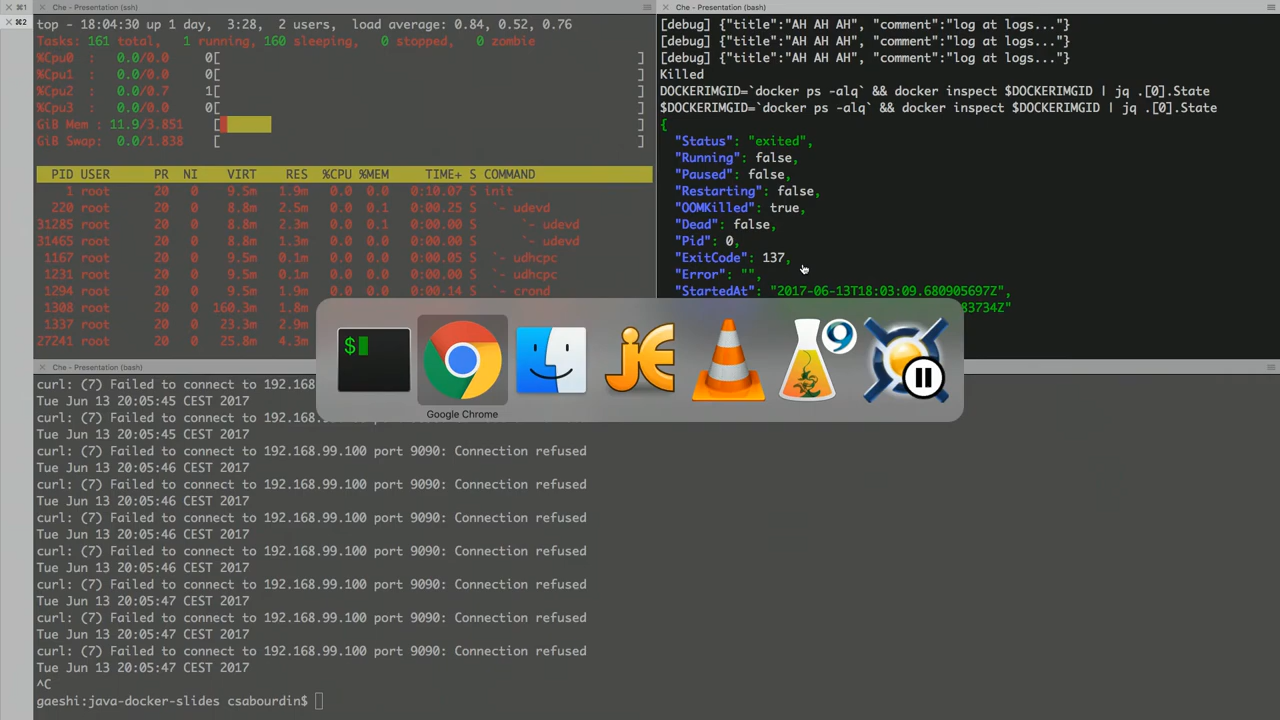 ×⌘1
Che - Presentation (ssh)
top - 18:04:30 up 1 day,  3:28,  2 users,  load average: 0.84, 0.52, 0.76
Tasks: 161 total,   1 running, 160 sleeping,   0 stopped,   0 zombie
%Cpu0  :   0.0/0.0     0[                    ]
%Cpu1  :   0.0/0.0     0[                    ]
%Cpu2  :   0.0/0.7     1[                    ]
%Cpu3  :   0.0/0.0     0[                    ]
GiB Mem : 11.9/3.851    [
GiB Swap:  0.0/1.838    [
PID USER      PR  NI    VIRT    RES  %CPU %MEM     TIME+ S COMMAND
1 root      20   0    9.5m   1.9m   0.0  0.0   0:10.07 S init
220 root      20   0    8.8m   2.5m   0.0  0.1   0:00.25 S  `- udevd
31285 root      20   0    8.8m   2.3m   0.0  0.1   0:00.00 S      `- udevd
31465 root      20   0    8.8m   1.3m   0.0  0.0   0:00.00 S      `- udevd
1167 root      20   0    9.5m   0.1m   0.0  0.0   0:00.05 S  `- udhcpc
1231 root      20   0    9.5m   0.1m   0.0  0.0   0:00.00 S  `- udhcpc
1294 root      20   0    9.5m   0.1m   0.0  0.0   0:00.14 S  `- crond
1308 root      20   0  160.3m   1.8m
1337 root      20   0   23.3m   2.9m
27241 root      20   0   25.8m   4.3m
×⌘2
Che - Presentation (bash)
[debug] {"title":"AH AH AH", "comment":"log at logs..."}
[debug] {"title":"AH AH AH", "comment":"log at logs..."}
[debug] {"title":"AH AH AH", "comment":"log at logs..."}
Killed
DOCKERIMGID=`docker ps -alq` && docker inspect $DOCKERIMGID | jq .[0].State
$DOCKERIMGID=`docker ps -alq` && docker inspect $DOCKERIMGID | jq .[0].State
{
"Status": "exited",
"Running": false,
"Paused": false,
"Restarting": false,
"OOMKilled": true,
"Dead": false,
"Pid": 0,
"ExitCode": 137,
"Error": "",
"StartedAt": "2017-06-13T18:03:09.680905697Z",
83734Z"
$
jE
9
Google Chrome
Che - Presentation (bash)
curl: (7) Failed to connect to 192.168
Tue Jun 13 20:05:45 CEST 2017
curl: (7) Failed to connect to 192.168.99.100 port 9090: Connection refused
Tue Jun 13 20:05:45 CEST 2017
curl: (7) Failed to connect to 192.168.99.100 port 9090: Connection refused
Tue Jun 13 20:05:46 CEST 2017
curl: (7) Failed to connect to 192.168.99.100 port 9090: Connection refused
Tue Jun 13 20:05:46 CEST 2017
curl: (7) Failed to connect to 192.168.99.100 port 9090: Connection refused
Tue Jun 13 20:05:46 CEST 2017
curl: (7) Failed to connect to 192.168.99.100 port 9090: Connection refused
Tue Jun 13 20:05:46 CEST 2017
curl: (7) Failed to connect to 192.168.99.100 port 9090: Connection refused
Tue Jun 13 20:05:47 CEST 2017
curl: (7) Failed to connect to 192.168.99.100 port 9090: Connection refused
Tue Jun 13 20:05:47 CEST 2017
curl: (7) Failed to connect to 192.168.99.100 port 9090: Connection refused
Tue Jun 13 20:05:47 CEST 2017
^C
gaeshi:java-docker-slides csabourdin$